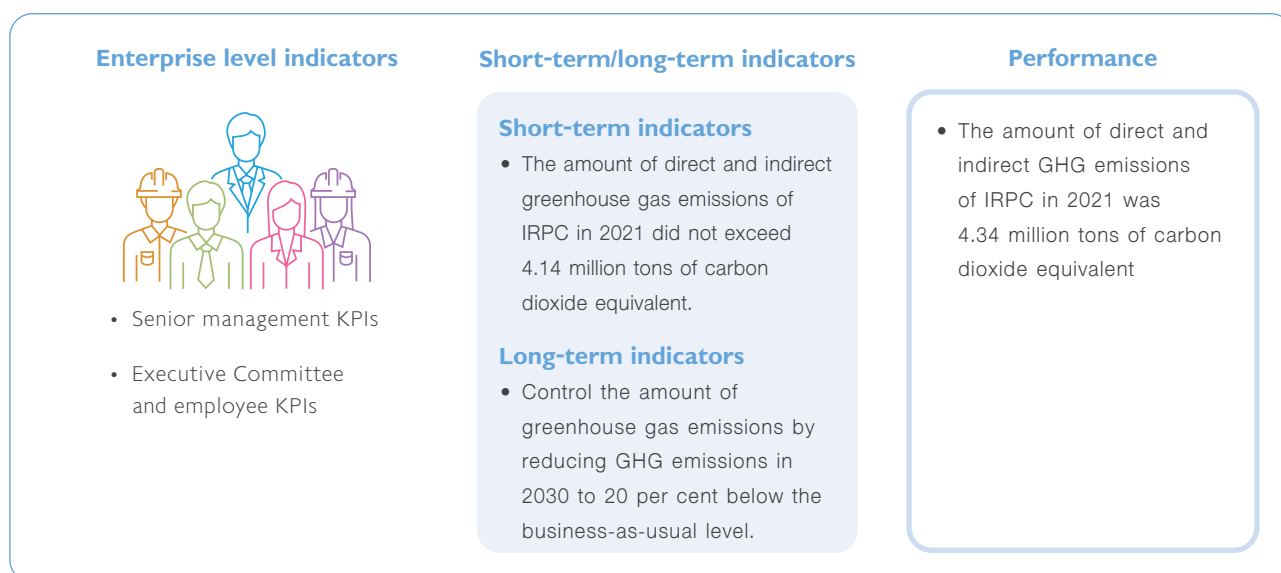 Enterprise level indicators
• Senior management KPIs
• Executive Committee
and employee KPIs
Short-term/long-term indicators
Short-term indicators
• The amount of direct and indirect
greenhouse gas emissions of
IRPC in 2021 did not exceed
4.14 million tons of carbon
dioxide equivalent.
Long-term indicators
• Control the amount of
greenhouse gas emissions by
reducing GHG emissions in
2030 to 20 per cent below the
business-as-usual level.
Performance
• The amount of direct and
indirect GHG emissions
of IRPC in 2021 was
4.34 million tons of carbon
dioxide equivalent